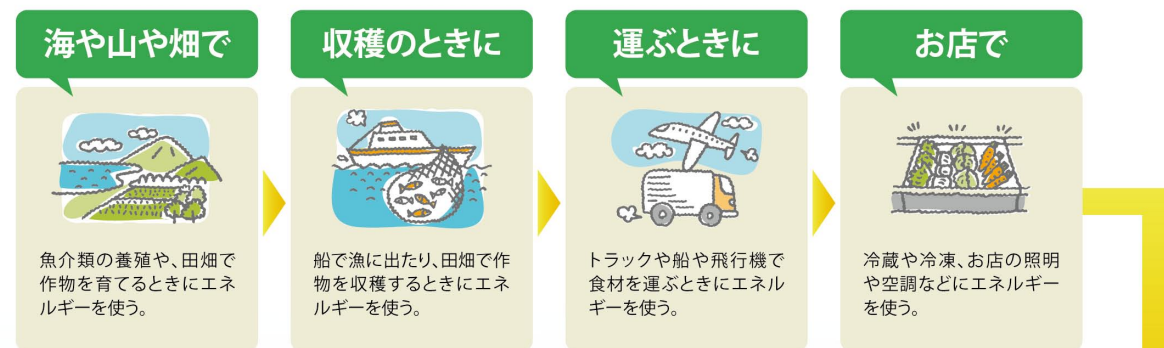 海や山や畑で
収穫のときに
運ぶときに
お店で
魚介類の養殖や、田畑で
作物を育てるときにエネ
ルギーを使う。
船で漁に出たり、田畑で作
物を収穫するときにエネ
ルギーを使う。
トラックや船や飛行機で
食材を運ぶときにエネル
ギーを使う。
冷蔵や冷凍、お店の照明
や空調などにエネルギー
を使う。